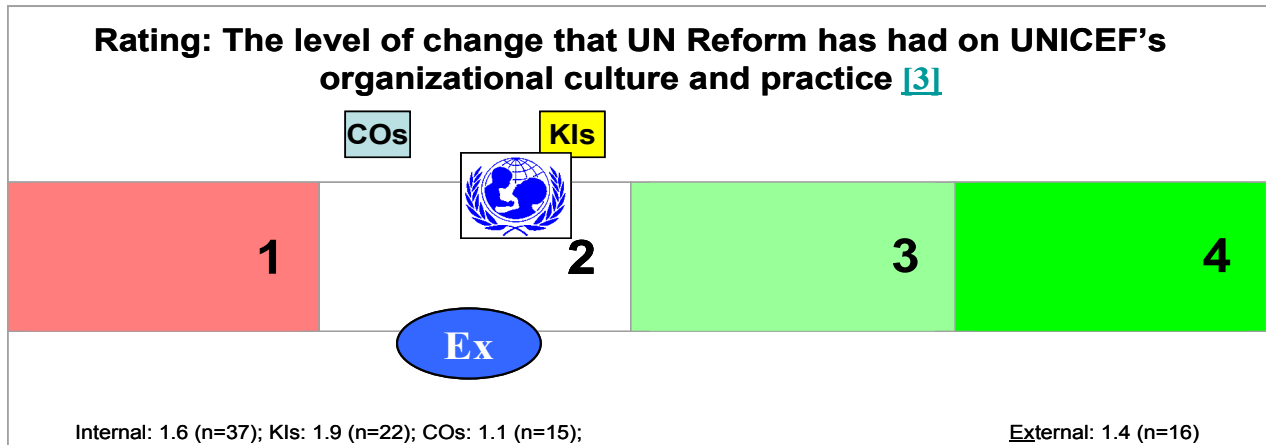 Rating: The level of change that UN Reform has had on UNICEF’s
organizational culture and practice [3]
COs
KIs
1
2
3
4
Ex
Internal: 1.6 (n=37); KIs: 1.9 (n=22); COs: 1.1 (n=15);
External: 1.4 (n=16)